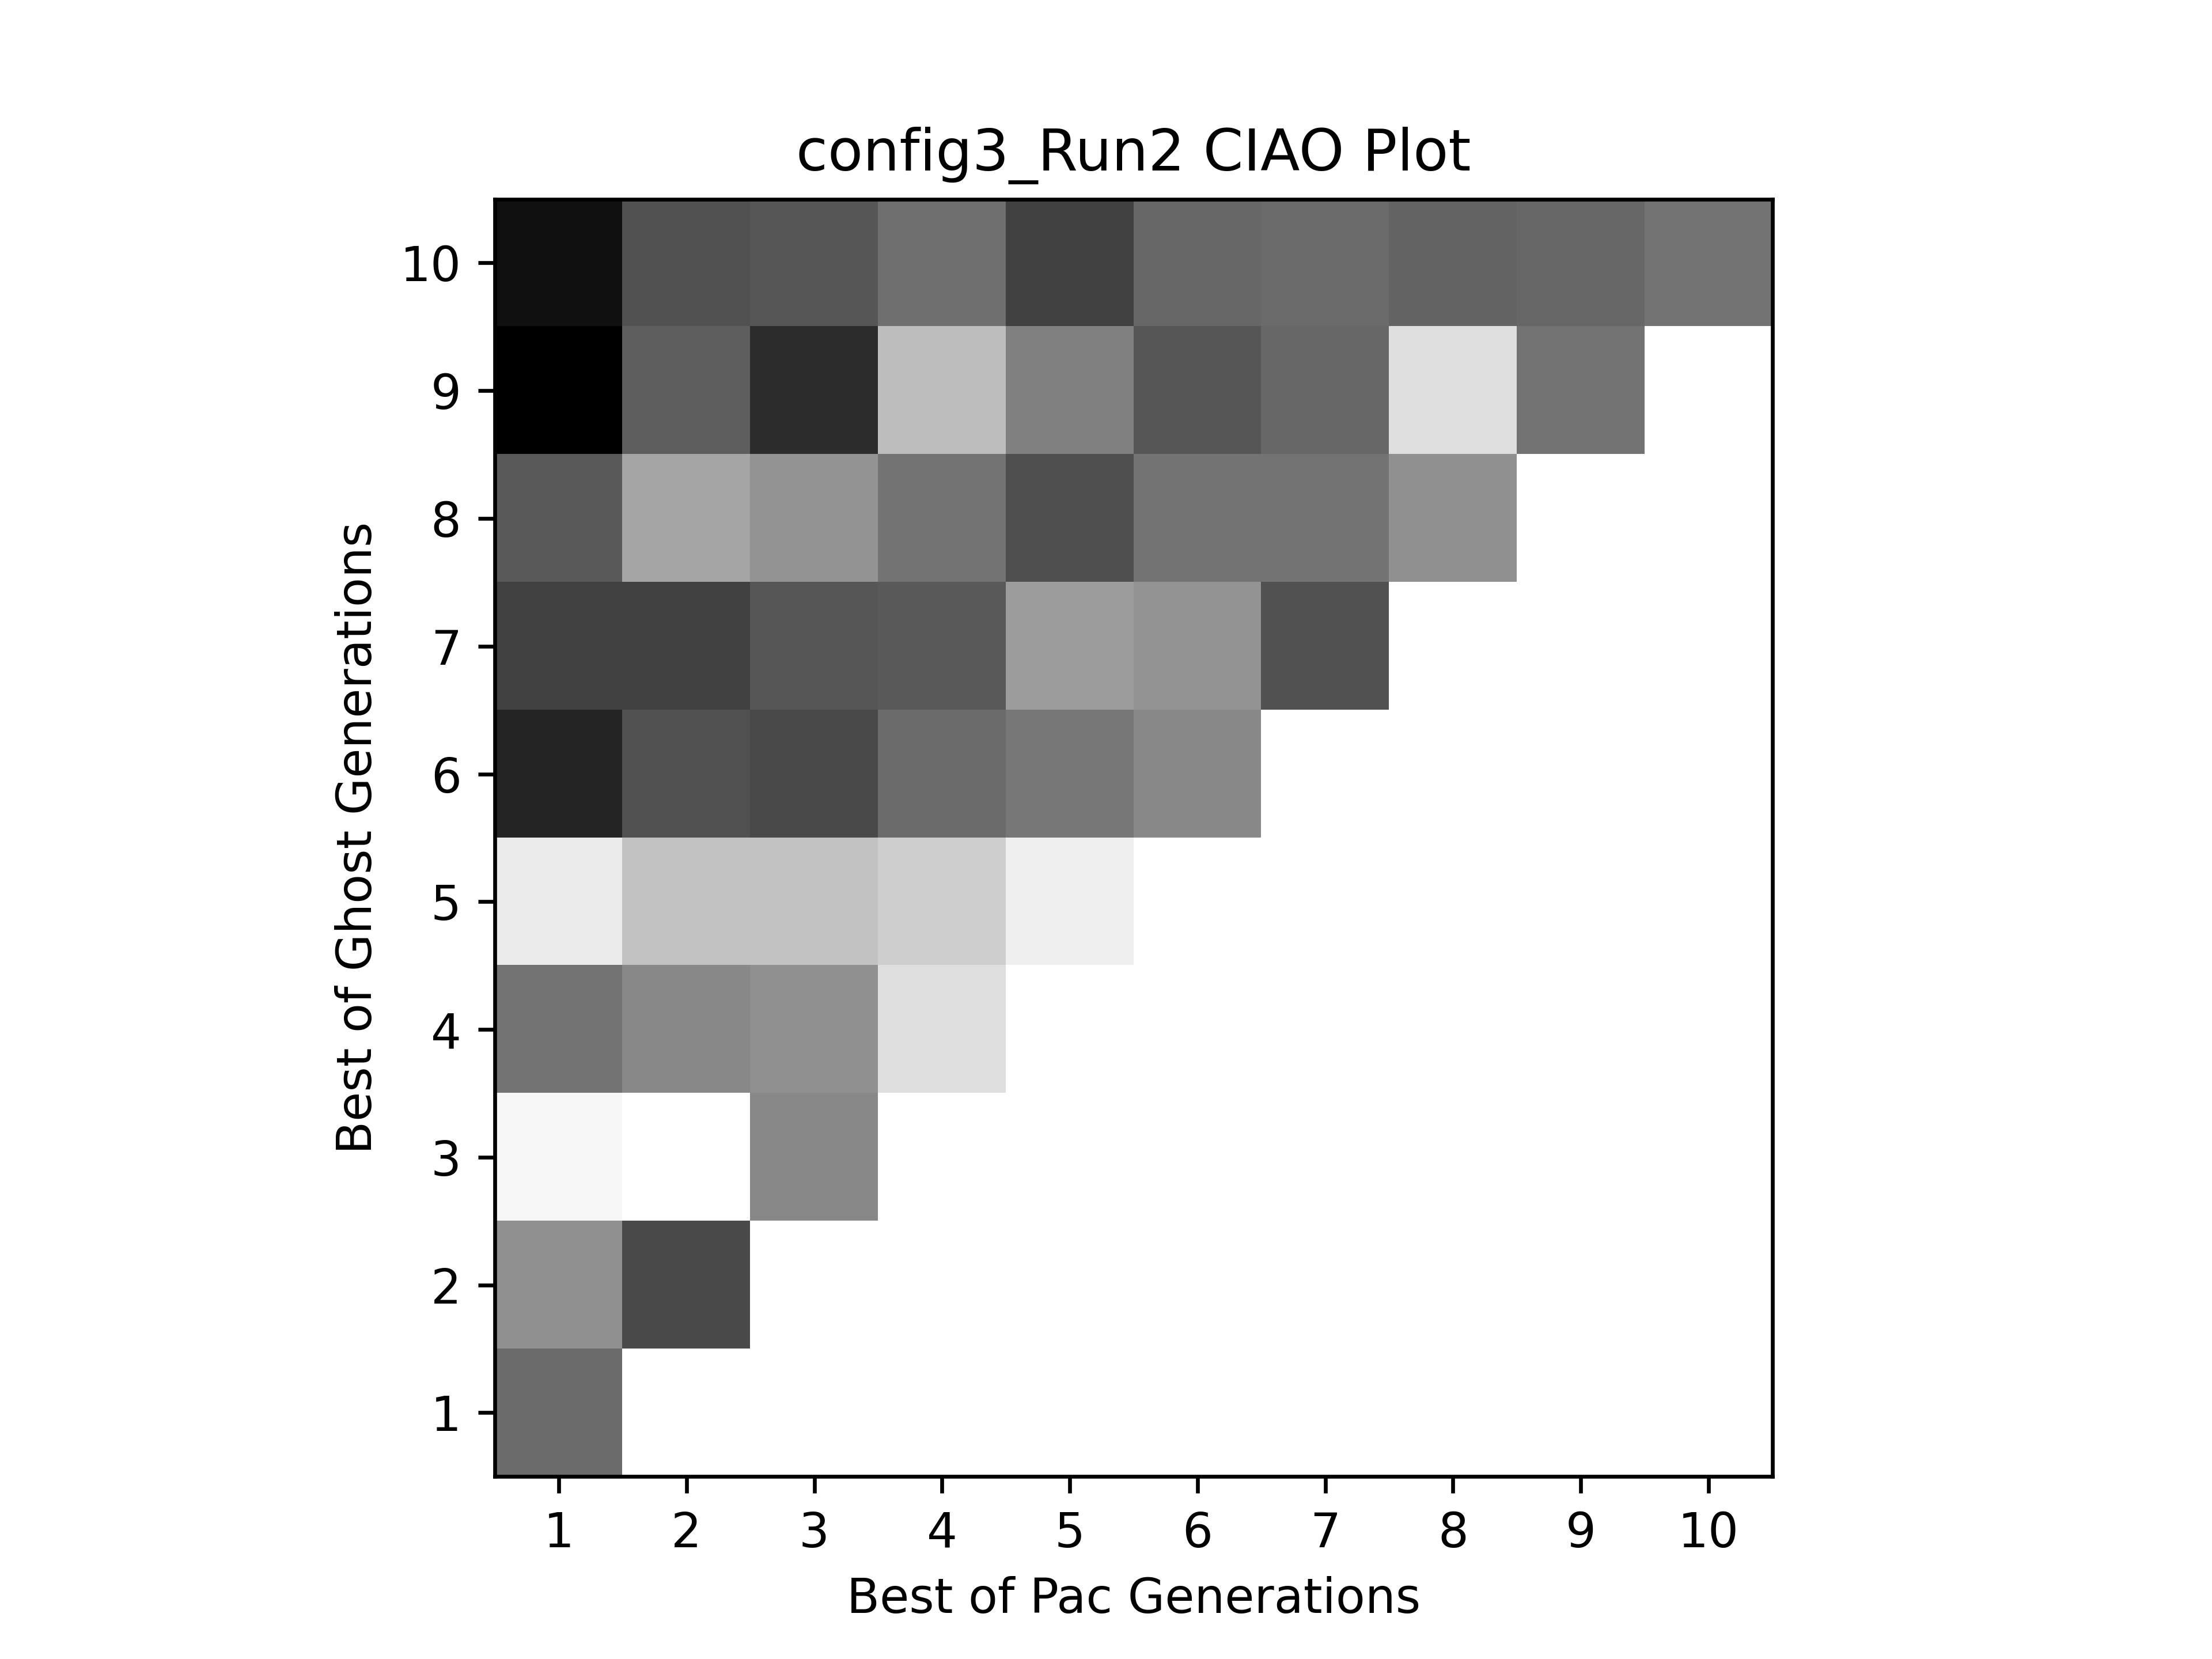 config3_Run2 CIAO Plot
Best of Ghost Generations
10
9
8
7
6
5
4
3
2
1
1 2 3 4 5 6 7 8 9 10
Best of Pac Generations